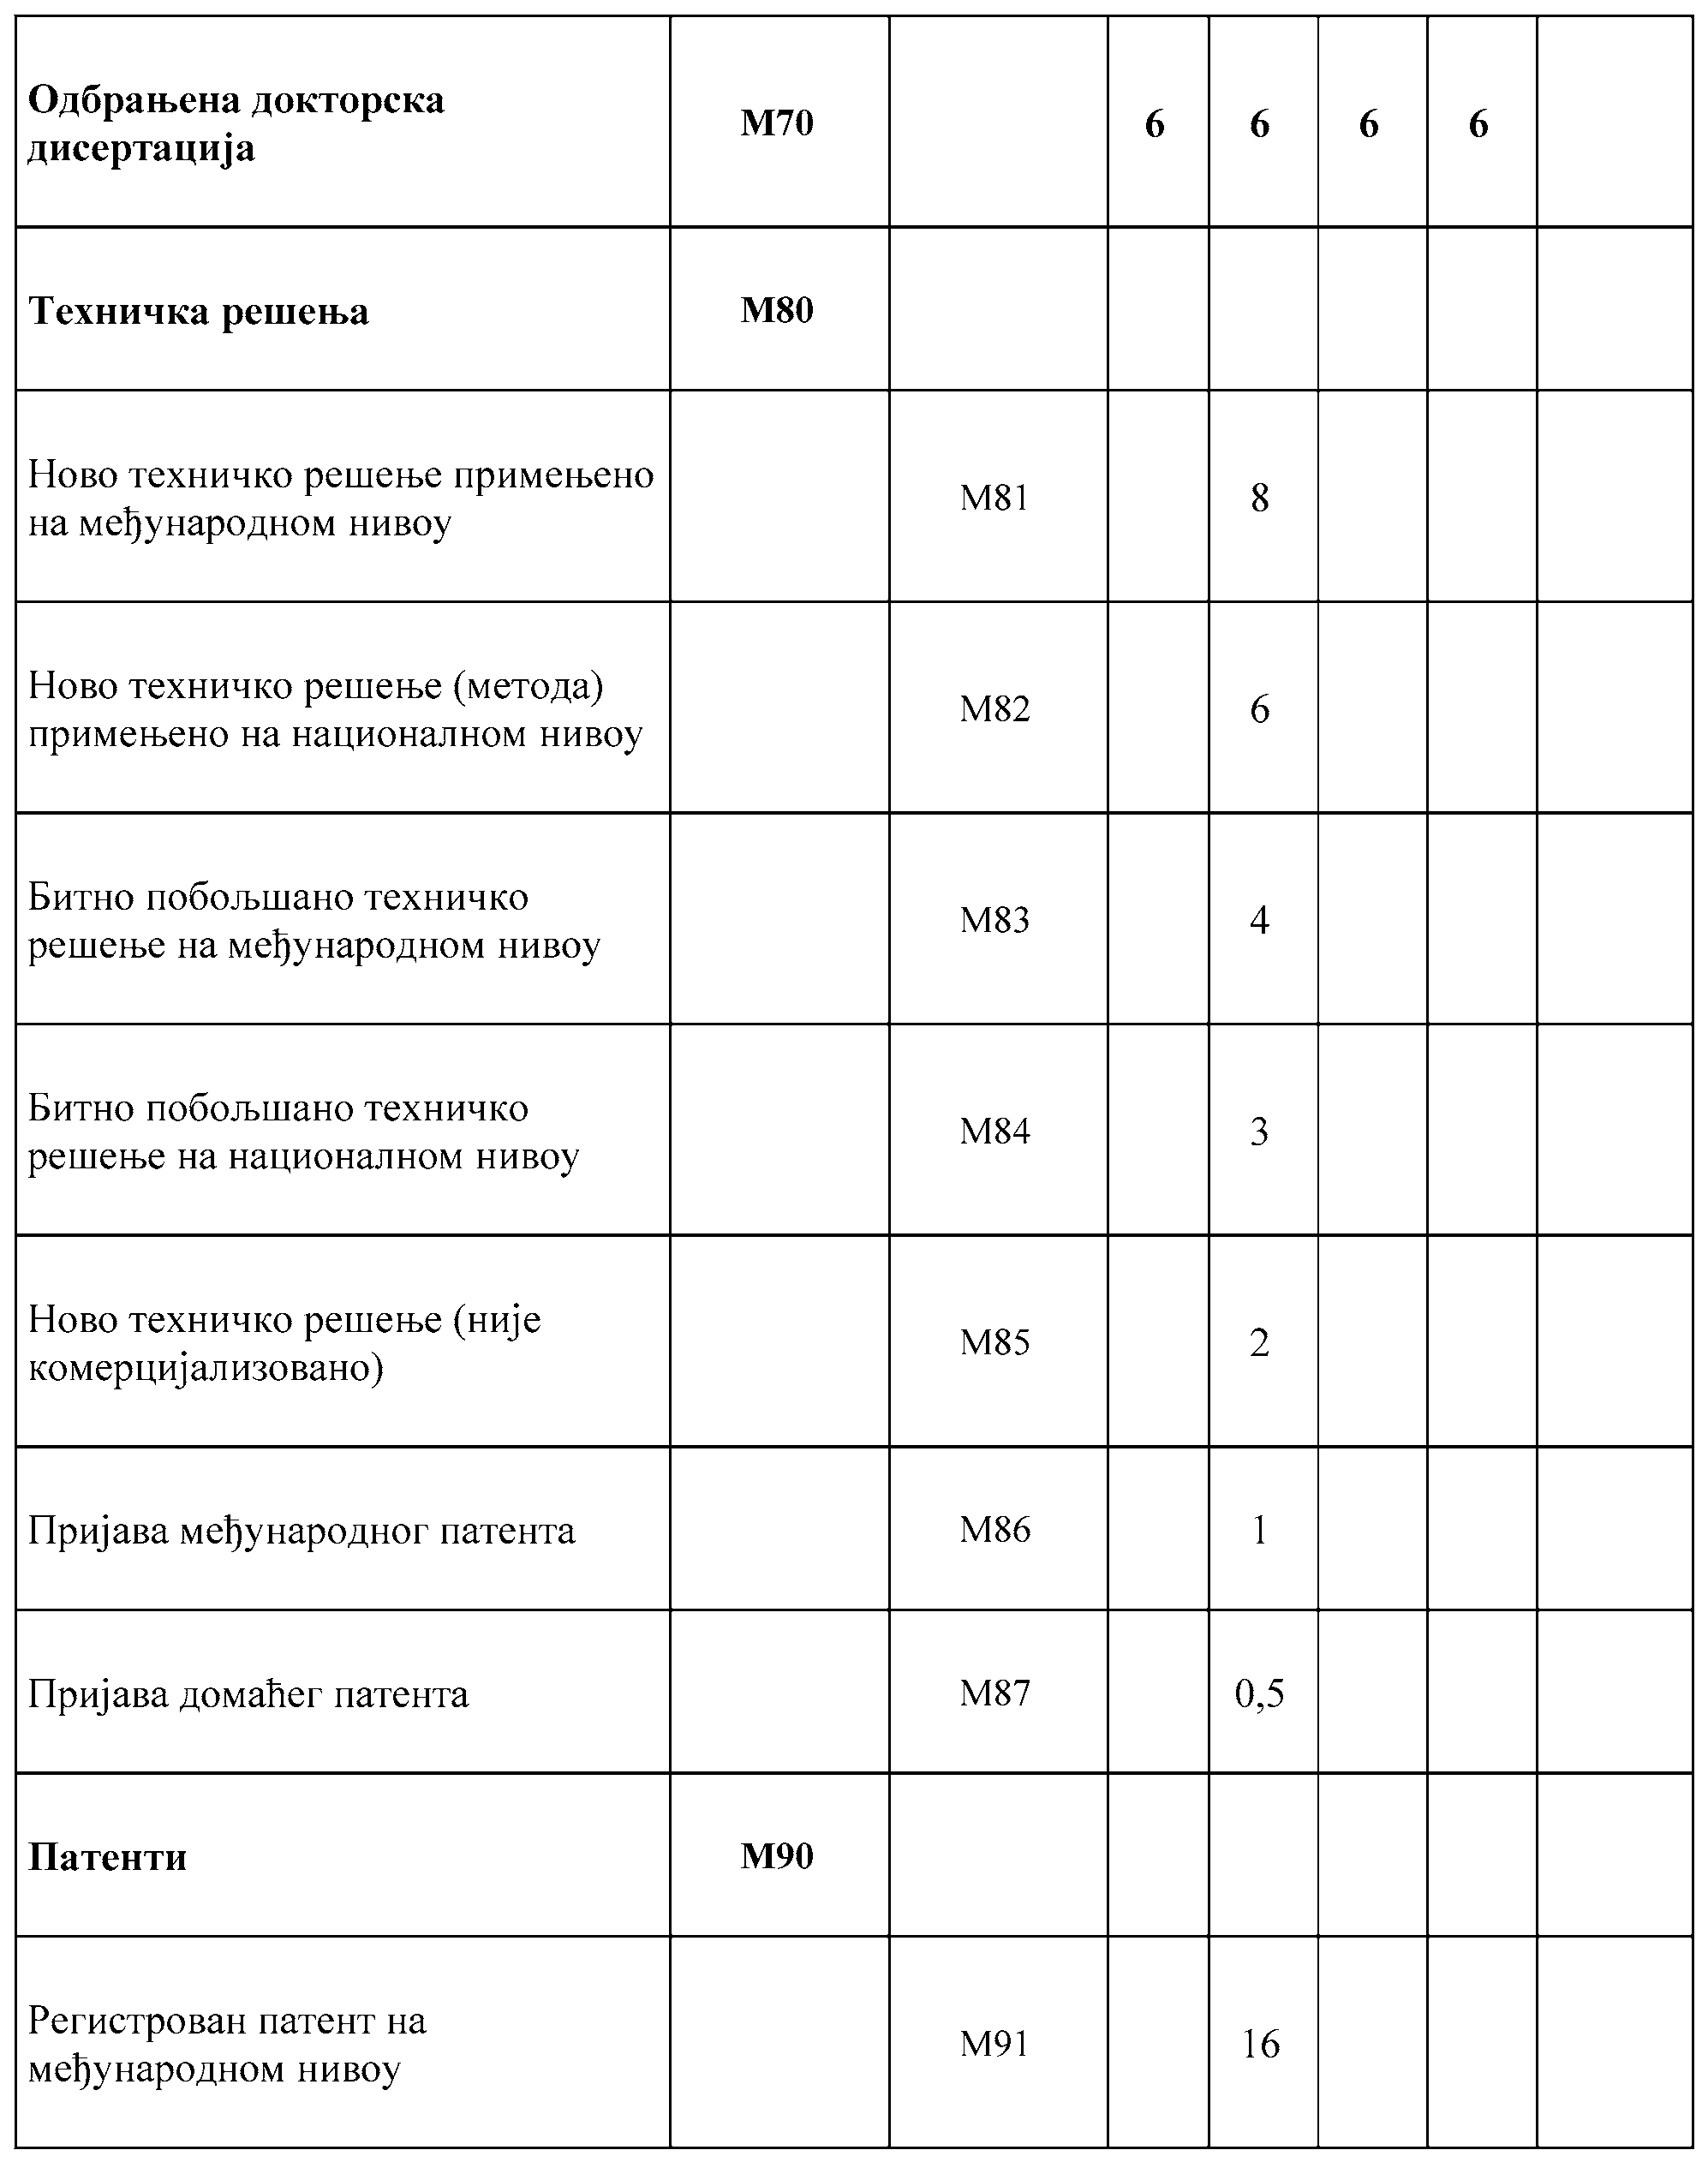 Одбрањена докторска
дисертација
М70
6
6
6
6
Техничка решења
М80
Ново техничко решење примењено
на међународном нивоу
М81
8
Ново техничко решење (метода)
примењено на националном нивоу
М82
6
Битно побољшано техничко
решење на међународном нивоу
М83
4
Битно побољшано техничко
решење на националном нивоу
М84
3
Ново техничко решење (није
комерцијализовано)
М85
2
Пријава међународног патента
М86
1
Пријава домаћег патента
М87
0,5
Патенти
М90
Регистрован патент на
међународном нивоу
М91
16